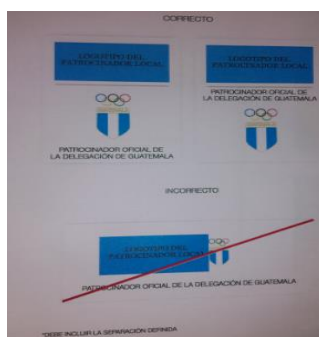 CORRECTO
LOGOTIPO DEL
PATROCINADOR LOCAL
PATROCINADOR OFICIAL DE
LA DELEGACIÓN DE GUATEMALA
LOGOTIPO DEL
PATROCINADOR LOCAL
PATROCINADOR OFICIAL DE
LA DELEGACIÓN DE GUATEMALA
INCORRECTO
LOGOTIPO DEL
PATROCINADOR LOCAL
PATROCINADOR OFICIAL DE LA DELEGACIÓN DE GUATEMALA
*DEBE INCLUIR LA SEPARACIÓN DEFINIDA